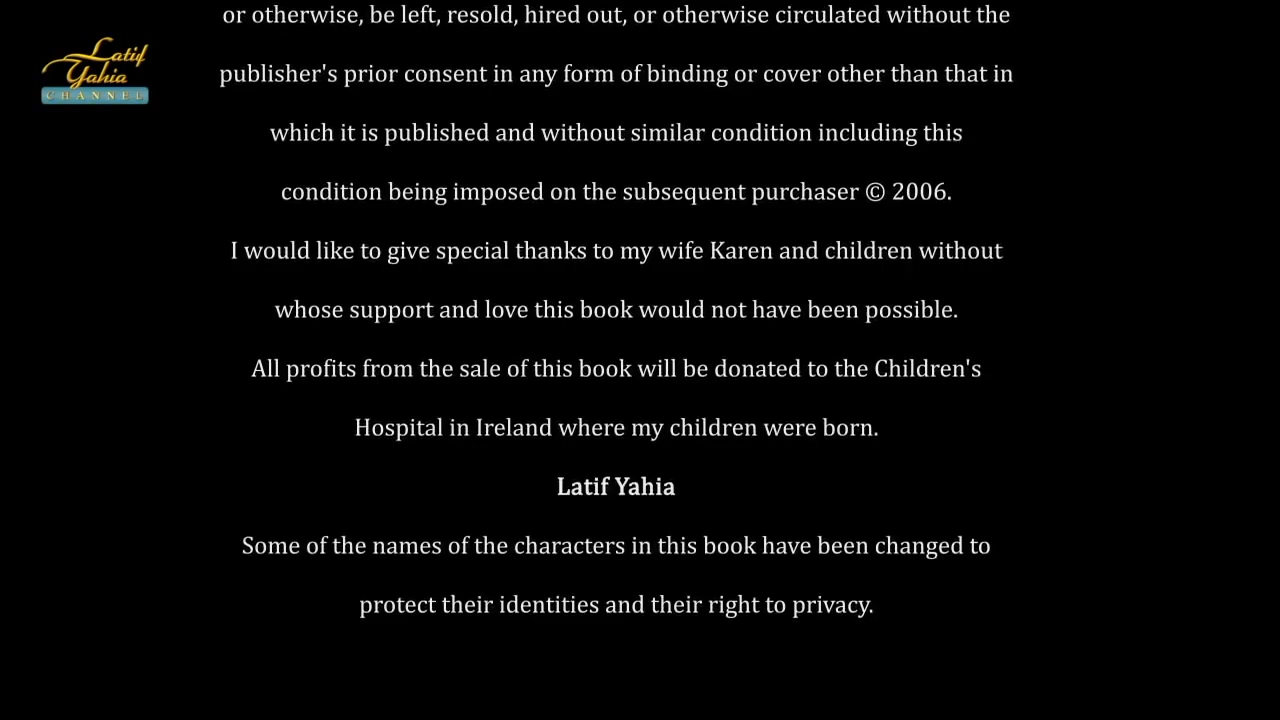 Latif
Yahia
CHANNEL
or otherwise, be left, resold, hired out, or otherwise circulated without the
publisher's prior consent in any form of binding or cover other than that in
which it is published and without similar condition including this
condition being imposed on the subsequent purchaser © 2006.
I would like to give special thanks to my wife Karen and children without
whose support and love this book would not have been possible.
All profits from the sale of this book will be donated to the Children's
Hospital in Ireland where my children were born.
Latif Yahia
Some of the names of the characters in this book have been changed to
protect their identities and their right to privacy.